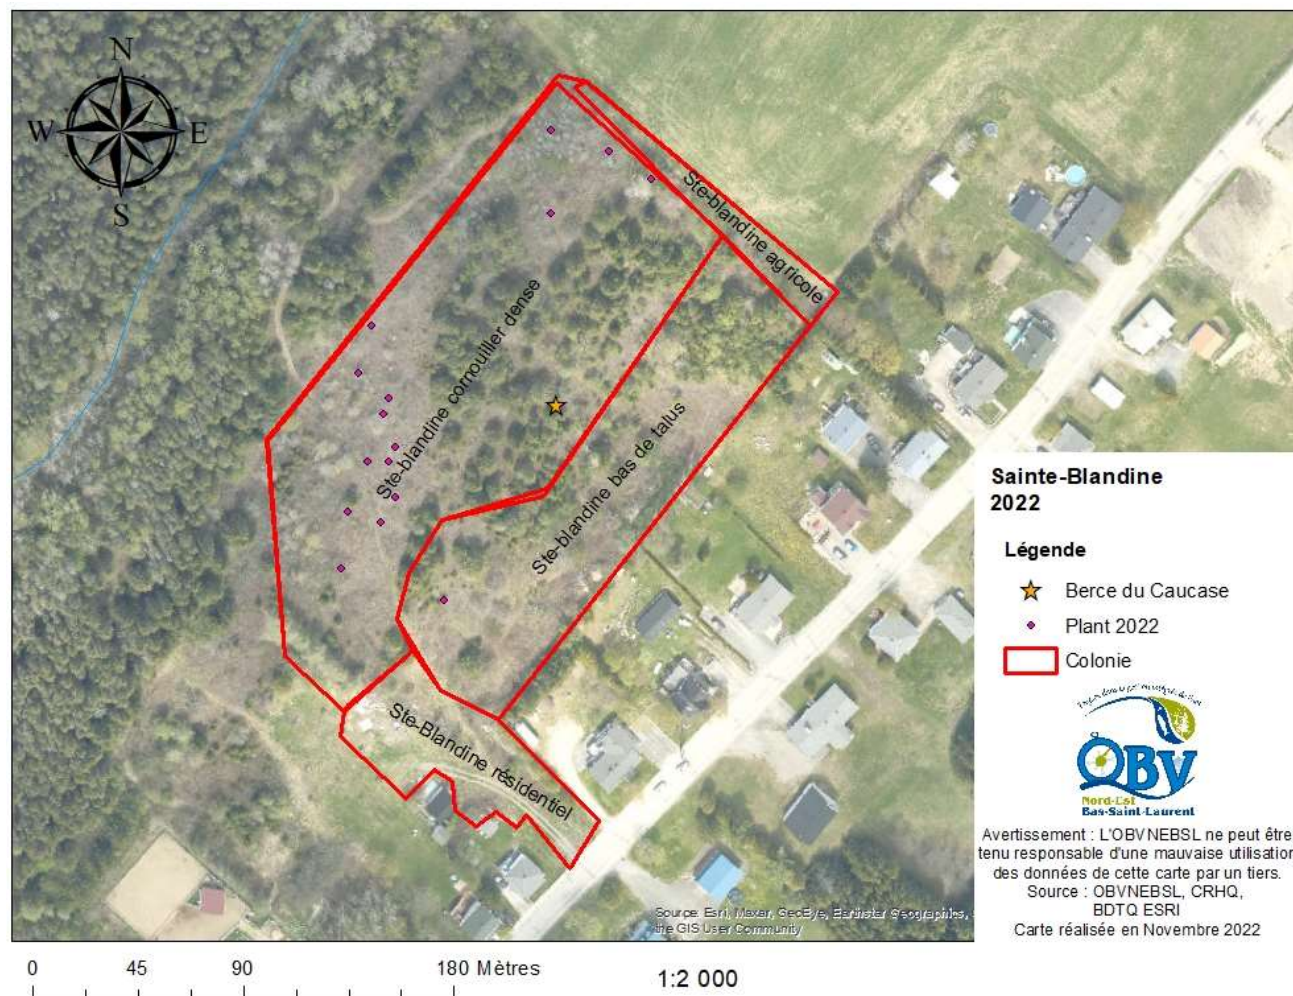 N
W E
S
Ste-blandine agricole
Ste-blandine cornouiller dense
Ste-blandine bas de talus
Ste-Blandine résidentiel
Sainte-Blandine
2022
Légende
Berce du Caucase
Plant 2022
Colonie
OBV
Nord-Est
Bas-Saint-Laurent
Avertissement : L'OBVNEBSL ne peut être
tenu responsable d'une mauvaise utilisation
des données de cette carte par un tiers.
Source : OBVNEBSL, CRHQ,
BDTQ ESRI
Carte réalisée en Novembre 2022
Source: Esri, Maxar, GeoEye, Earthstar Geographics,
the GIS User Community
0 45 90 180 Mètres
1:2 000